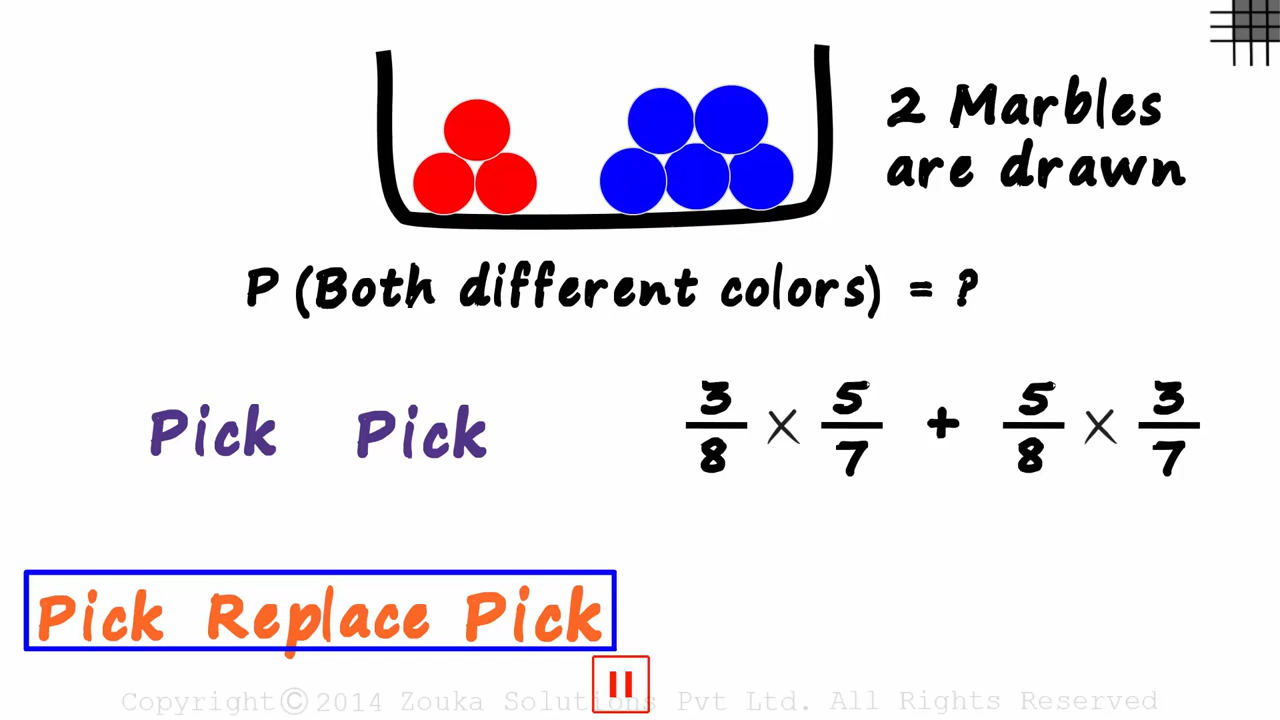 2 Marbles
are drawn
P (Both different colors) = ?
Pick Pick
3/8 × 5/7 + 5/8 × 3/7
Pick Replace Pick
Copyright©2014 Zouka Solutions Pvt Ltd. All Rights Reserved